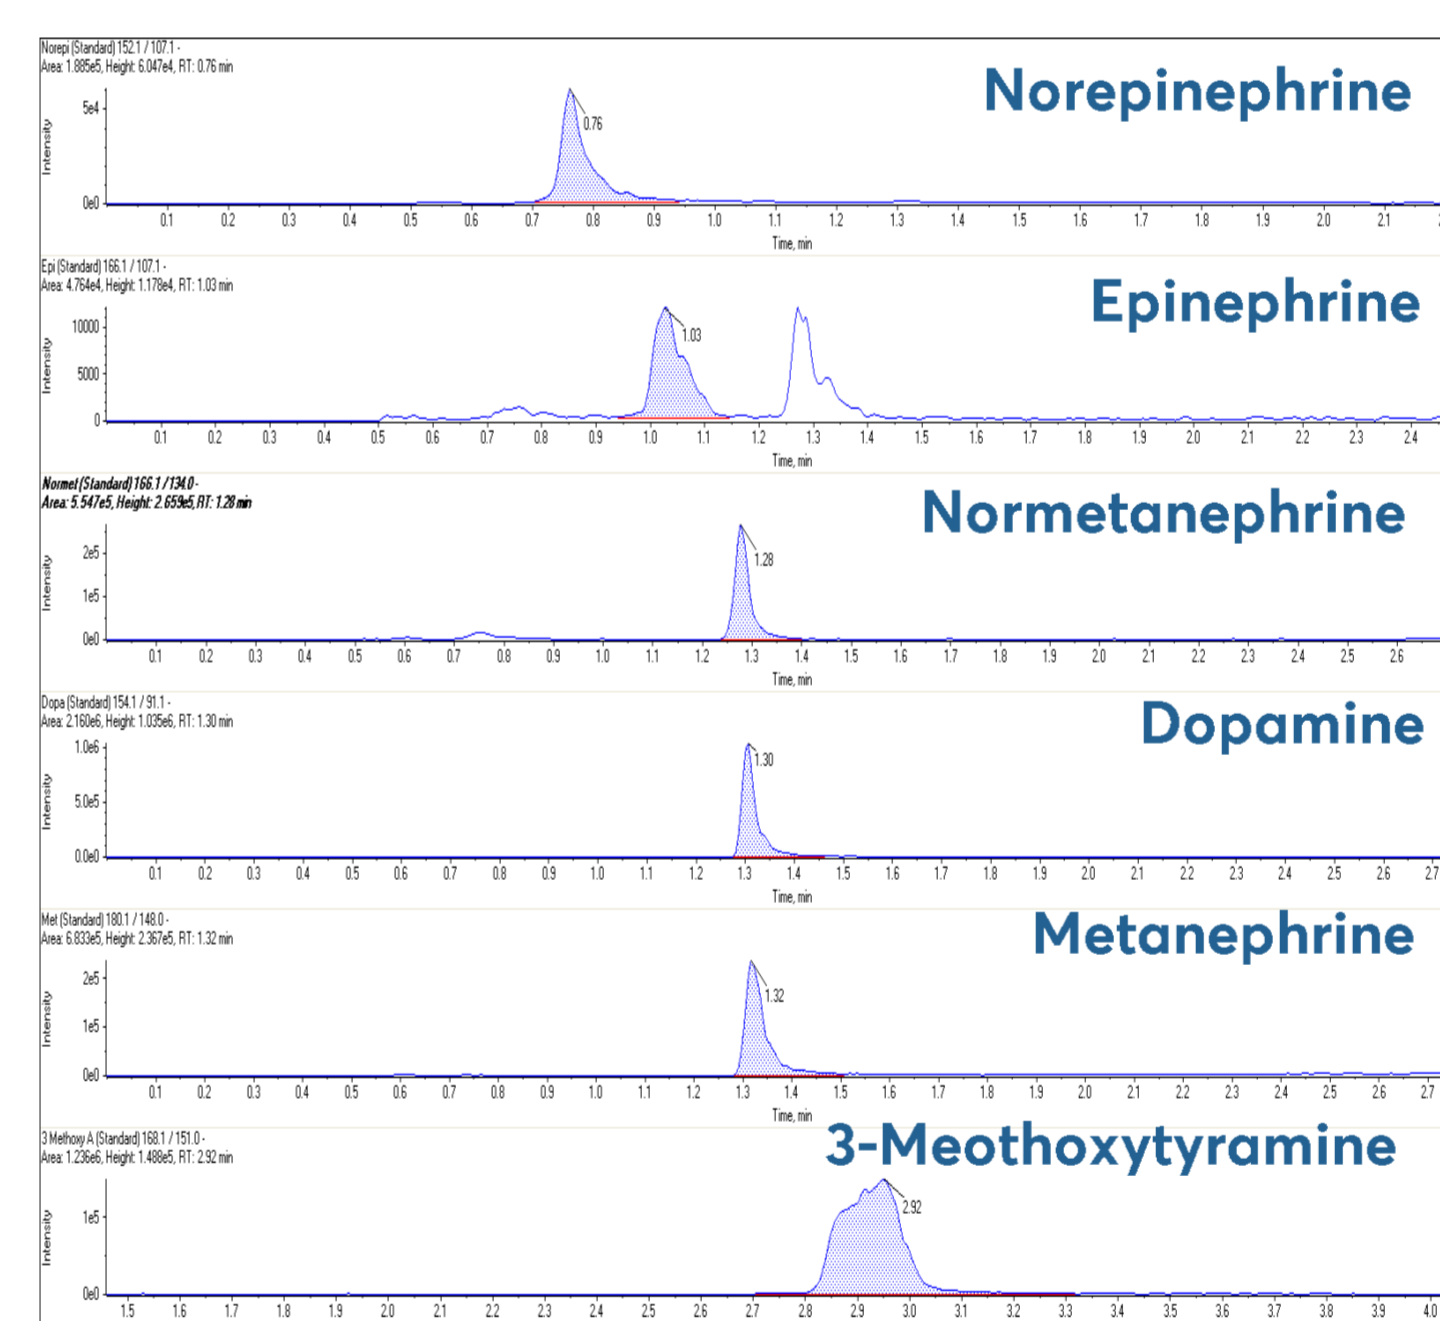 Norepi (Standard) 152.1 / 107.1 -
Area: 1.885e5, Height: 6.047e4, RT: 0.76 min
Norepinephrine
Intensity
5e4
0e0
0.76
0.1 0.2 0.3 0.4 0.5 0.6 0.7 0.8 0.9 1.0 1.1 1.2 1.3 1.4 1.5 1.6 1.7 1.8 1.9 2.0 2.1
Time, min
Epi (Standard) 166.1 / 107.1 -
Area: 4.764e4, Height: 1.178e4, RT: 1.03 min
Epinephrine
Intensity
10000
5000
0
1.03
0.1 0.2 0.3 0.4 0.5 0.6 0.7 0.8 0.9 1.0 1.1 1.2 1.3 1.4 1.5 1.6 1.7 1.8 1.9 2.0 2.1 2.2 2.3 2.4
Time, min
Normet (Standard) 166.1 / 134.0 -
Area: 5.547e5, Height: 2.659e5, RT: 1.28 min
Normetanephrine
Intensity
2e5
1e5
0e0
1.28
0.1 0.2 0.3 0.4 0.5 0.6 0.7 0.8 0.9 1.0 1.1 1.2 1.3 1.4 1.5 1.6 1.7 1.8 1.9 2.0 2.1 2.2 2.3 2.4 2.5 2.6
Time, min
Dopa (Standard) 154.1 / 91.1 -
Area: 2.160e6, Height: 1.035e6, RT: 1.30 min
Dopamine
Intensity
1.0e6
5.0e5
0.0e0
1.30
0.1 0.2 0.3 0.4 0.5 0.6 0.7 0.8 0.9 1.0 1.1 1.2 1.3 1.4 1.5 1.6 1.7 1.8 1.9 2.0 2.1 2.2 2.3 2.4 2.5 2.6 2.7
Time, min
Met (Standard) 180.1 / 148.0 -
Area: 6.833e5, Height: 2.367e5, RT: 1.32 min
Metanephrine
Intensity
2e5
1e5
0e0
1.32
0.1 0.2 0.3 0.4 0.5 0.6 0.7 0.8 0.9 1.0 1.1 1.2 1.3 1.4 1.5 1.6 1.7 1.8 1.9 2.0 2.1 2.2 2.3 2.4 2.5 2.6 2.7
Time, min
3 Methoxy A (Standard) 168.1 / 151.0 -
Area: 1.236e6, Height: 1.488e5, RT: 2.92 min
3-Meothoxytyramine
Intensity
1e5
0e0
2.92
1.5 1.6 1.7 1.8 2.0 2.1 2.2 2.3 2.4 2.5 2.6 2.7 2.8 2.9 3.0 3.1 3.2 3.3 3.4 3.5 3.6 3.7 3.8 3.9 4.0